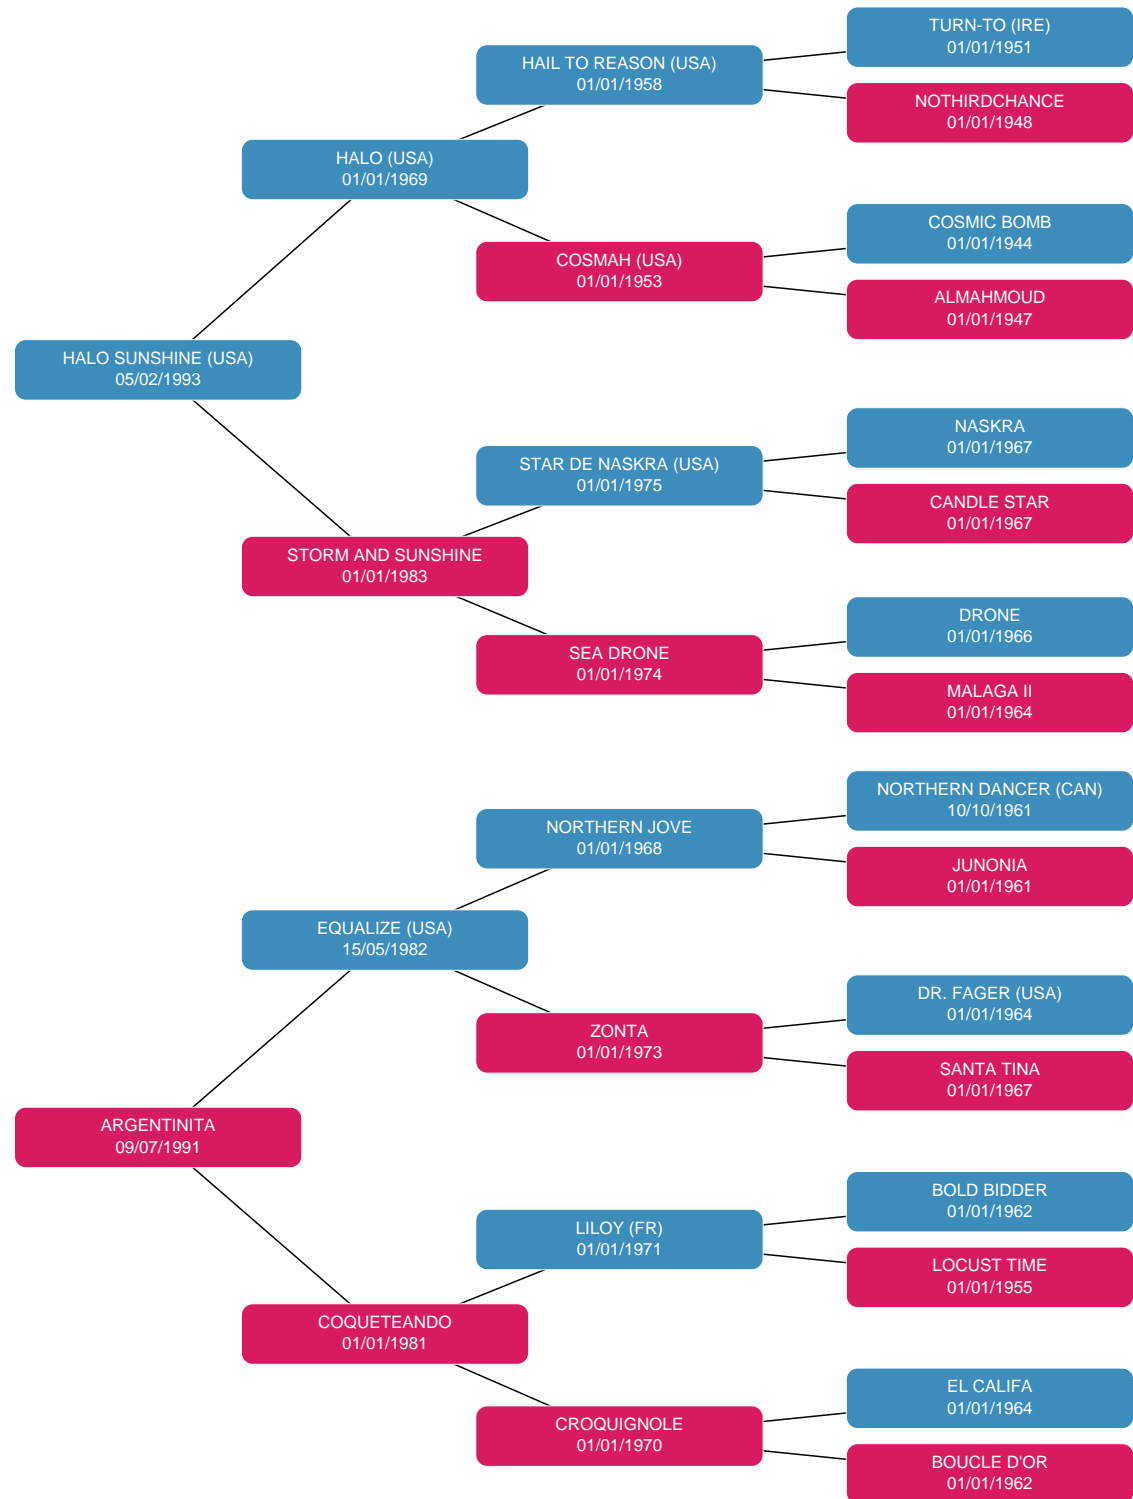 TURN-TO (IRE)
01/01/1951
HAIL TO REASON (USA)
01/01/1958
NOTHIRDCHANCE
01/01/1948
HALO (USA)
01/01/1969
COSMIC BOMB
01/01/1944
COSMAH (USA)
01/01/1953
ALMAHMOUD
01/01/1947
HALO SUNSHINE (USA)
05/02/1993
NASKRA
01/01/1967
STAR DE NASKRA (USA)
01/01/1975
CANDLE STAR
01/01/1967
STORM AND SUNSHINE
01/01/1983
DRONE
01/01/1966
SEA DRONE
01/01/1974
MALAGA II
01/01/1964
NORTHERN DANCER (CAN)
10/10/1961
NORTHERN JOVE
01/01/1968
JUNONIA
01/01/1961
EQUALIZE (USA)
15/05/1982
DR. FAGER (USA)
01/01/1964
ZONTA
01/01/1973
SANTA TINA
01/01/1967
ARGENTINITA
09/07/1991
BOLD BIDDER
01/01/1962
LILOY (FR)
01/01/1971
LOCUST TIME
01/01/1955
COQUETEANDO
01/01/1981
EL CALIFA
01/01/1964
CROQUIGNOLE
01/01/1970
BOUCLE D'OR
01/01/1962